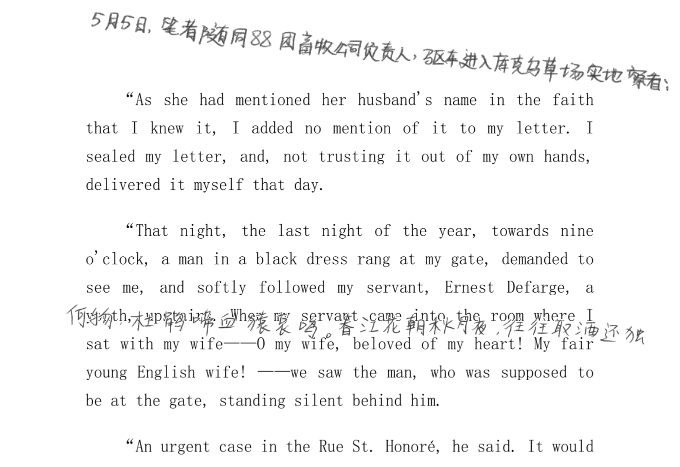 5月5日,笔者随同88团畜牧公司负责人,驱车进入库克乌草场实地察看:
“As she had mentioned her husband's name in the faith
that I knew it, I added no mention of it to my letter. I
sealed my letter, and, not trusting it out of my own hands,
delivered it myself that day.
“That night, the last night of the year, towards nine
o'clock, a man in a black dress rang at my gate, demanded to
see me, and softly followed my servant, Ernest Defarge, a
youth, upstairs. When my servant came into the room where I
何物?杜鹃啼血猿哀鸣。春江花朝秋月夜,往往取酒还独
sat with my wife——O my wife, beloved of my heart! My fair
young English wife! ——we saw the man, who was supposed to
be at the gate, standing silent behind him.
“An urgent case in the Rue St. Honoré, he said. It would